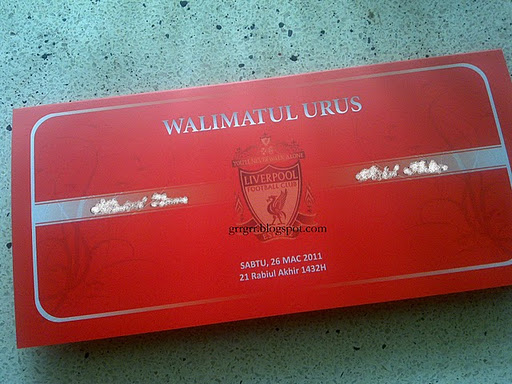 WALIMATUL URUS
YOU'LL NEVER WALK ALONE
LIVERPOOL
FOOTBALL CLUB
grrgrr.blogspot.com
SABTU, 26 MAC 2011
21 Rabiul Akhir 1432H